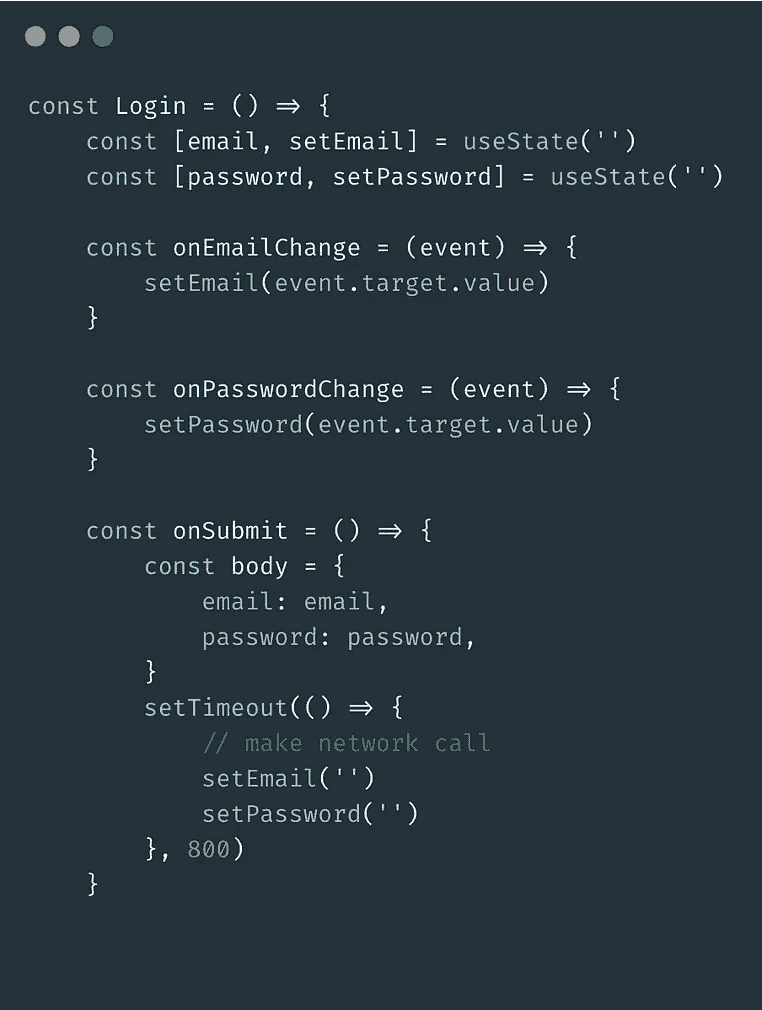 const Login = () => {
    const [email, setEmail] = useState('')
    const [password, setPassword] = useState('')

    const onEmailChange = (event) => {
        setEmail(event.target.value)
    }

    const onPasswordChange = (event) => {
        setPassword(event.target.value)
    }

    const onSubmit = () => {
        const body = {
            email: email,
            password: password,
        }
        setTimeout(() => {
            // make network call
            setEmail('')
            setPassword('')
        }, 800)
    }